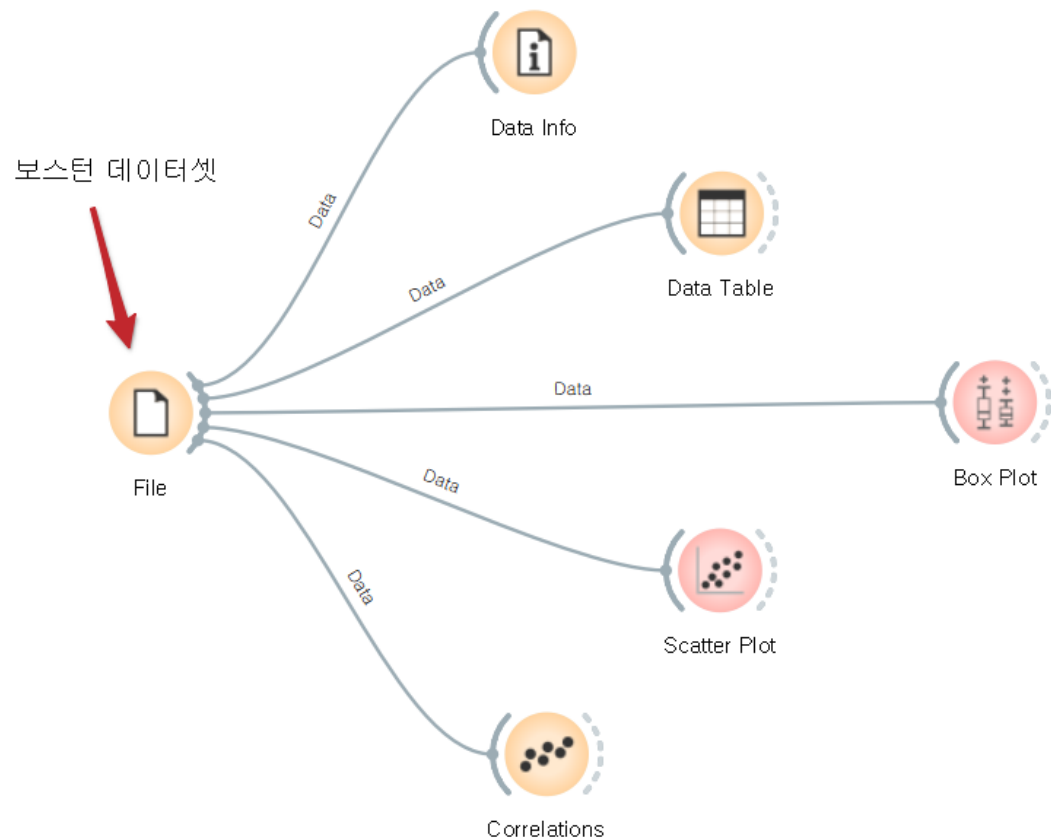 Data Info
보스턴 데이터셋
Data
Data
Data Table
Data
File
Box Plot
Data
Scatter Plot
Data
Correlations